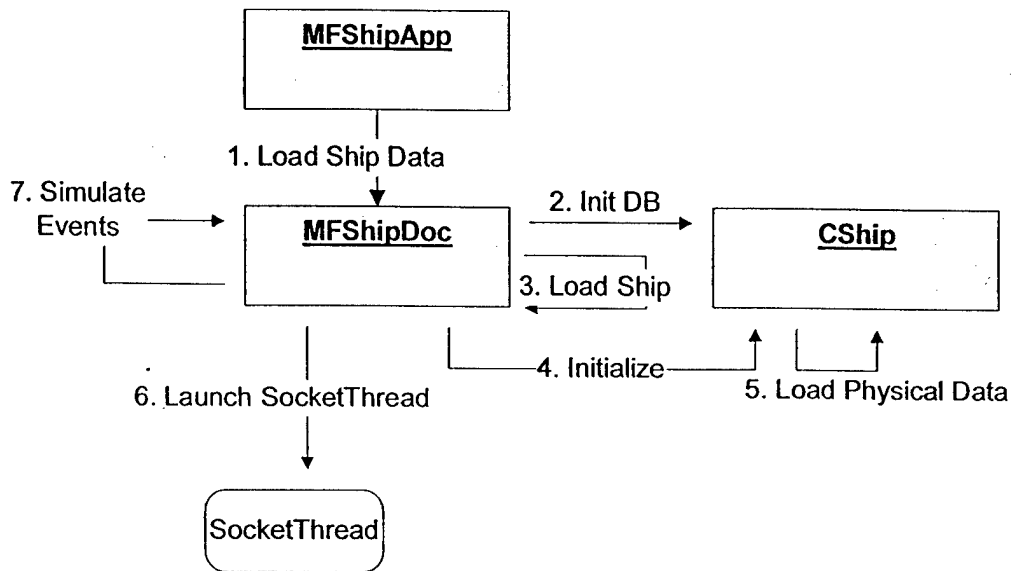 MFShipApp
1. Load Ship Data
7. Simulate
Events
MFShipDoc
2. Init DB
CShip
3. Load Ship
4. Initialize
5. Load Physical Data
6. Launch SocketThread
SocketThread